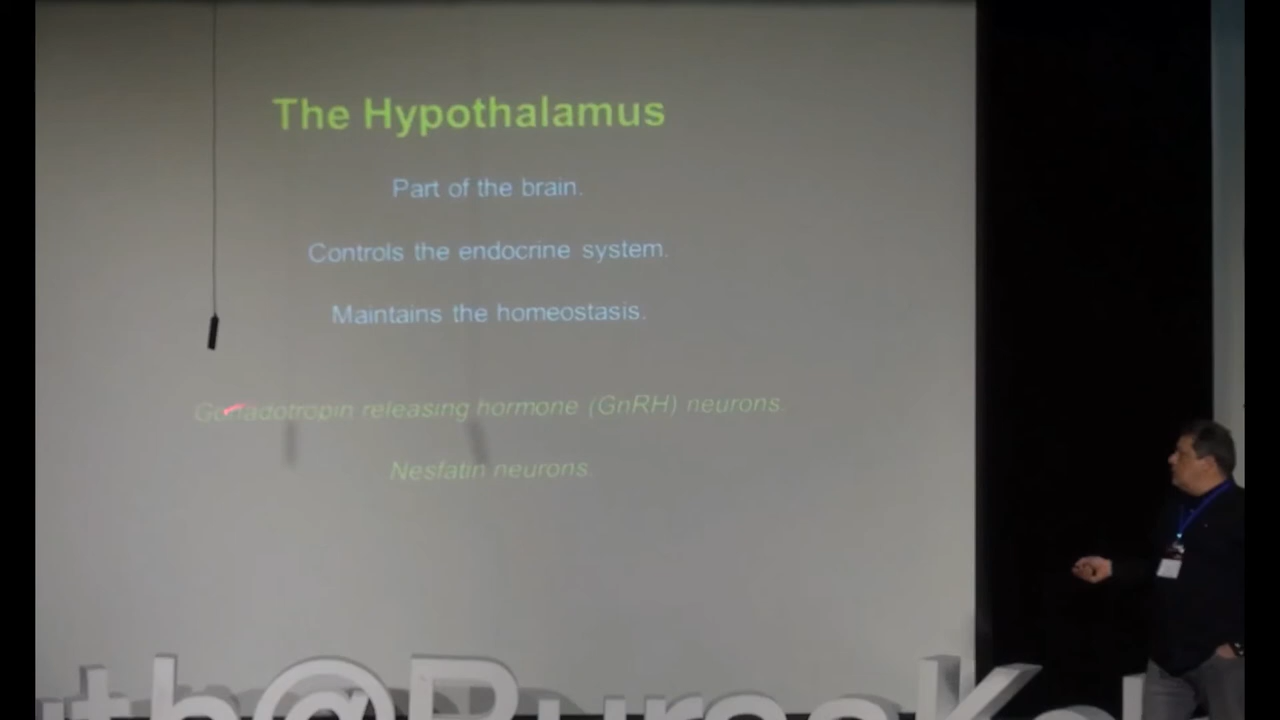 The Hypothalamus
Part of the brain.
Controls the endocrine system.
Maintains the homeostasis.
Gonadotropin releasing hormone (GnRH) neurons.
Nesfatin neurons.